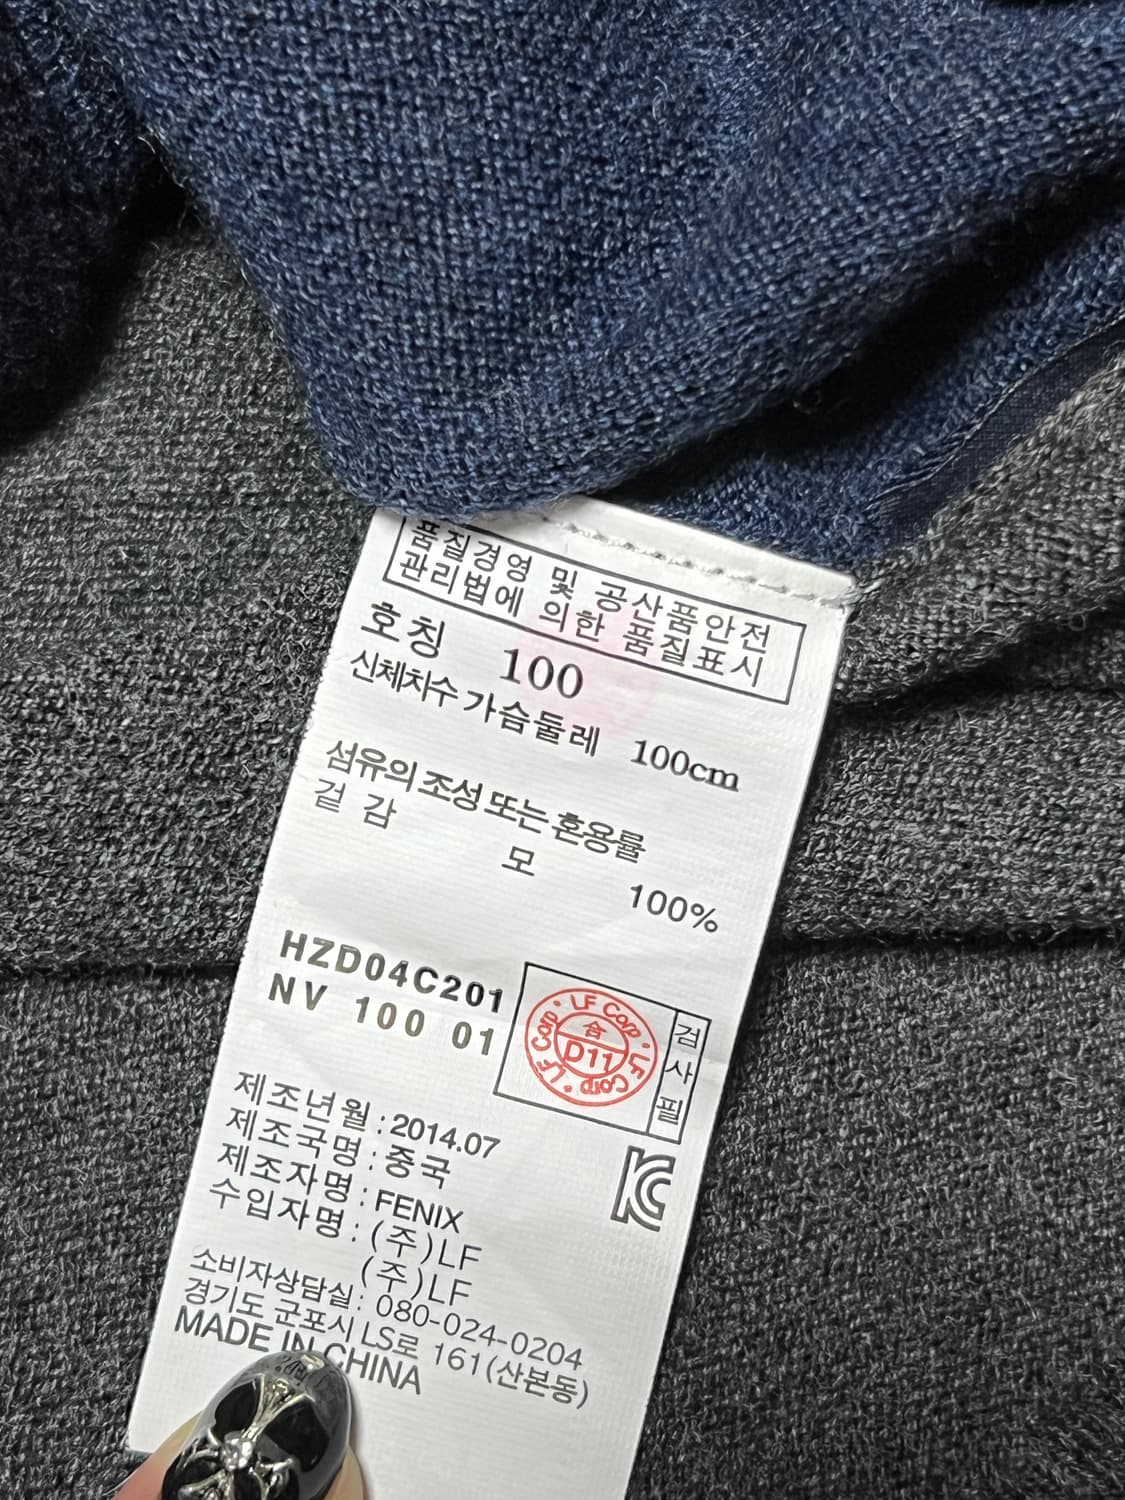 품질경영 및 공산품안전
관리법에 의한 품질표시
호칭 100
신체치수 가슴둘레 100cm
섬유의 조성 또는 혼용률
겉감
모
100%
HZD04C201
NV 100 01
LF Corp · LF Corp · LF Corp ·
合
D11
검사필
제조년월 : 2014.07
제조국명 : 중국
제조자명 : FENIX
수입자명 : (주)LF
(주)LF
소비자상담실 : 080-024-0204
경기도 군포시 LS로 161(산본동)
MADE IN CHINA